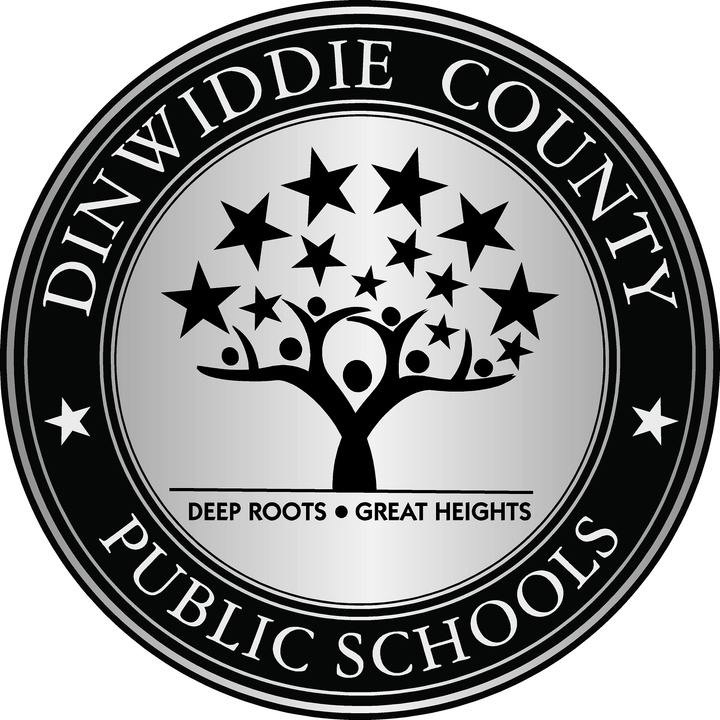 DINWIDDIE COUNTY
DEEP ROOTS • GREAT HEIGHTS
PUBLIC SCHOOLS